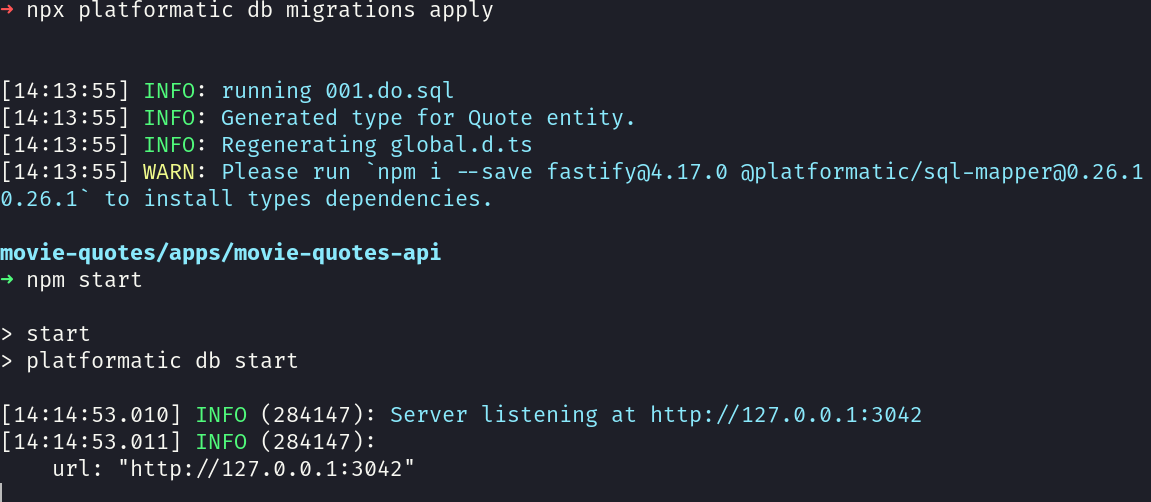 → npx platformatic db migrations apply
[14:13:55] INFO: running 001.do.sql
[14:13:55] INFO: Generated type for Quote entity.
[14:13:55] INFO: Regenerating global.d.ts
[14:13:55] WARN: Please run `npm i --save fastify@4.17.0 @platformatic/sql-mapper@0.26.1
0.26.1` to install types dependencies.
movie-quotes/apps/movie-quotes-api
→ npm start
> start
> platformatic db start
[14:14:53.010] INFO (284147): Server listening at http://127.0.0.1:3042
[14:14:53.011] INFO (284147):
url: "http://127.0.0.1:3042"